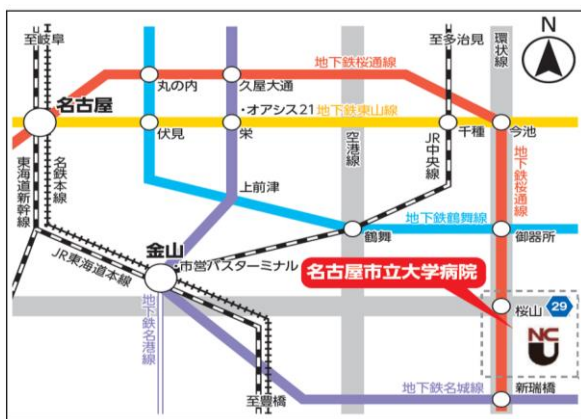 至岐阜
至多治見
環状線
N
地下鉄桜通線
丸の内
久屋大通
名古屋
・オアシス21
地下鉄東山線
伏見
栄
千種
今池
空港線
JR中央線
地下鉄桜通線
東海道新幹線
名鉄本線
上前津
地下鉄鶴舞線
鶴舞
御器所
金山
・市営バスターミナル
JR東海道本線
名古屋市立大学病院
桜山
29
NCU
地下鉄名港線
地下鉄名城線
新瑞橋
至豊橋